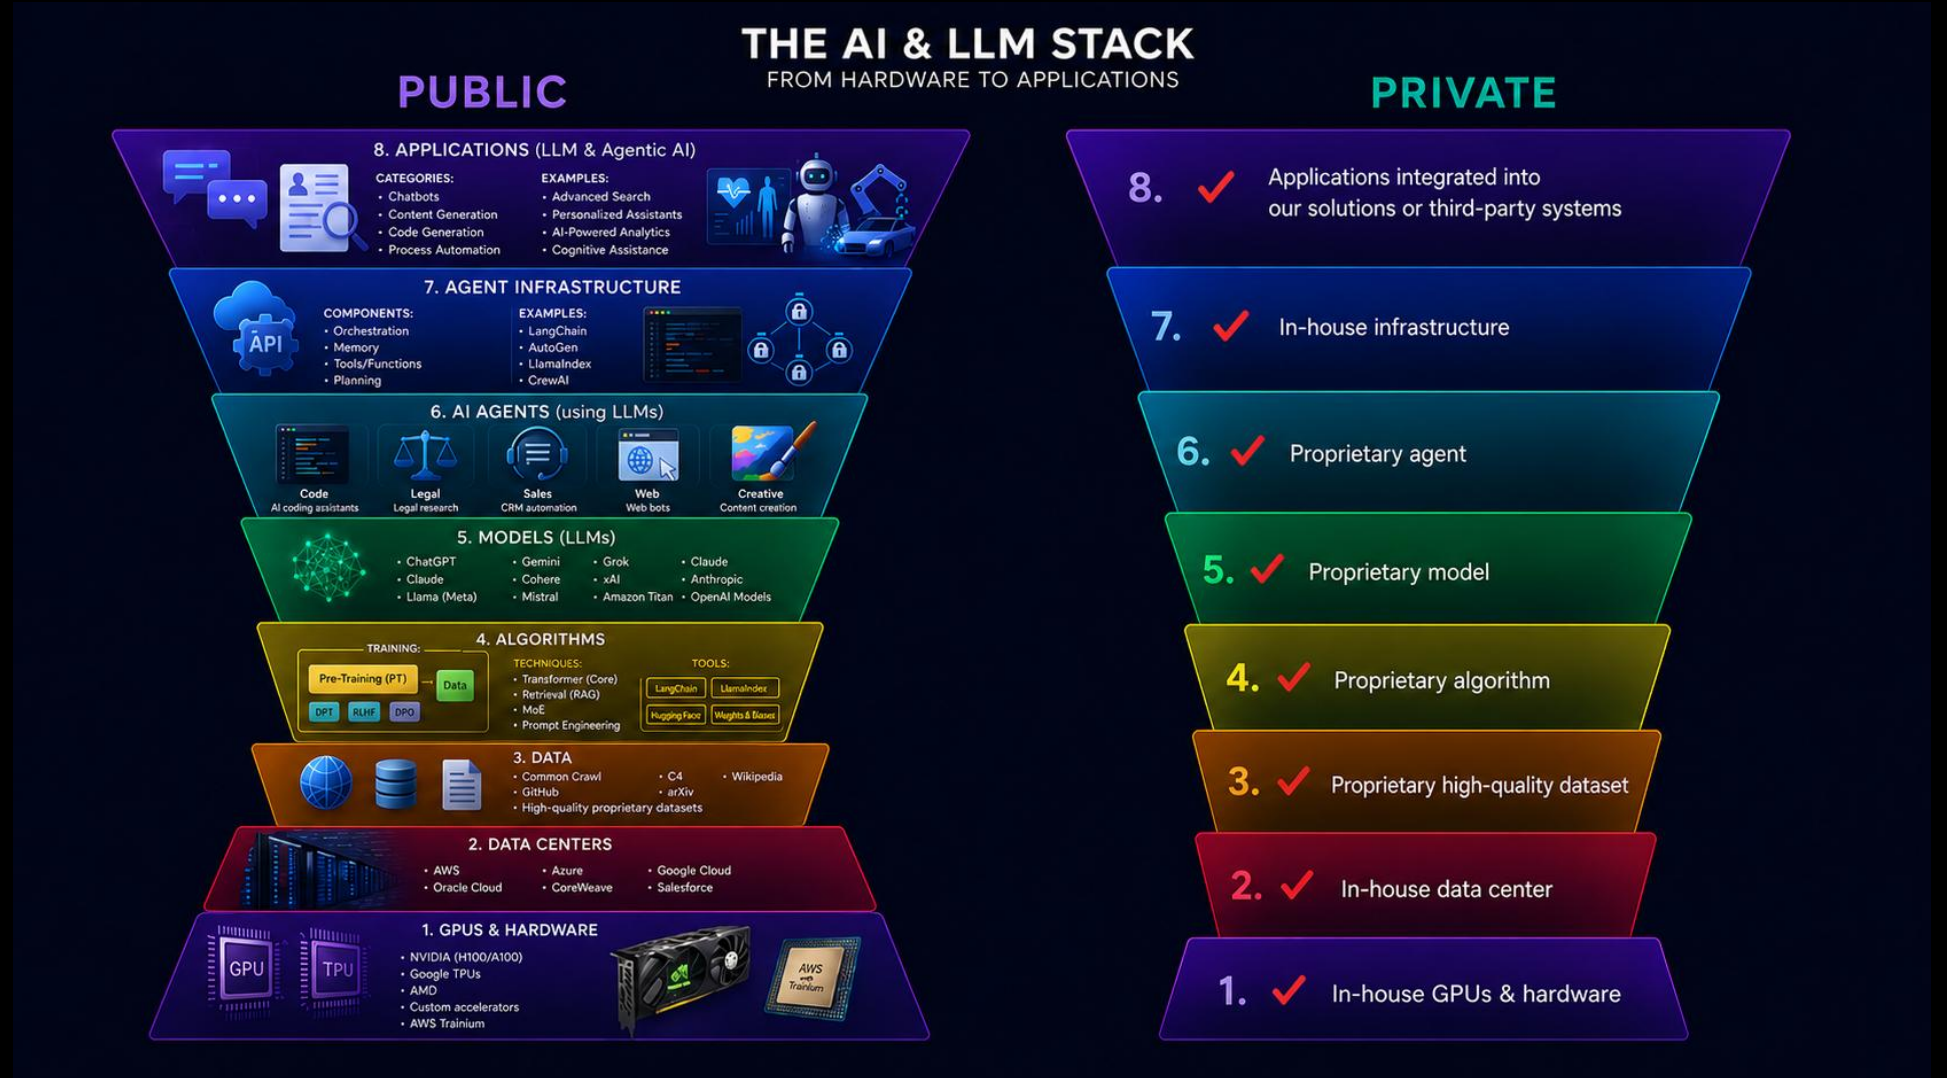 THE AI & LLM STACK
FROM HARDWARE TO APPLICATIONS
PUBLIC
8. APPLICATIONS (LLM & Agentic AI)
CATEGORIES:
• Chatbots
• Content Generation
• Code Generation
• Process Automation
EXAMPLES:
• Advanced Search
• Personalized Assistants
• AI-Powered Analytics
• Cognitive Assistance
7. AGENT INFRASTRUCTURE
API
COMPONENTS:
• Orchestration
• Memory
• Tools/Functions
• Planning
EXAMPLES:
• LangChain
• AutoGen
• LlamaIndex
• CrewAI
6. AI AGENTS (using LLMs)
Code
AI coding assistants
Legal
Legal research
Sales
CRM automation
Web
Web bots
Creative
Content creation
5. MODELS (LLMs)
• ChatGPT
• Claude
• Llama (Meta)
• Gemini
• Cohere
• Mistral
• Grok
• xAI
• Amazon Titan
• Claude
• Anthropic
• OpenAI Models
4. ALGORITHMS
TRAINING:
Pre-Training (PT)
Data
DPT
RLHF
DPO
TECHNIQUES:
• Transformer (Core)
• Retrieval (RAG)
• MoE
• Prompt Engineering
TOOLS:
LangChain
LlamaIndex
Hugging Face
Weights & Biases
3. DATA
• Common Crawl
• GitHub
• High-quality proprietary datasets
• C4
• arXiv
• Wikipedia
2. DATA CENTERS
• AWS
• Oracle Cloud
• Azure
• CoreWeave
• Google Cloud
• Salesforce
1. GPUS & HARDWARE
GPU
TPU
• NVIDIA (H100/A100)
• Google TPUs
• AMD
• Custom accelerators
• AWS Trainium
AWS
Trainium
PRIVATE
8. Applications integrated into
our solutions or third-party systems
7. In-house infrastructure
6. Proprietary agent
5. Proprietary model
4. Proprietary algorithm
3. Proprietary high-quality dataset
2. In-house data center
1. In-house GPUs & hardware